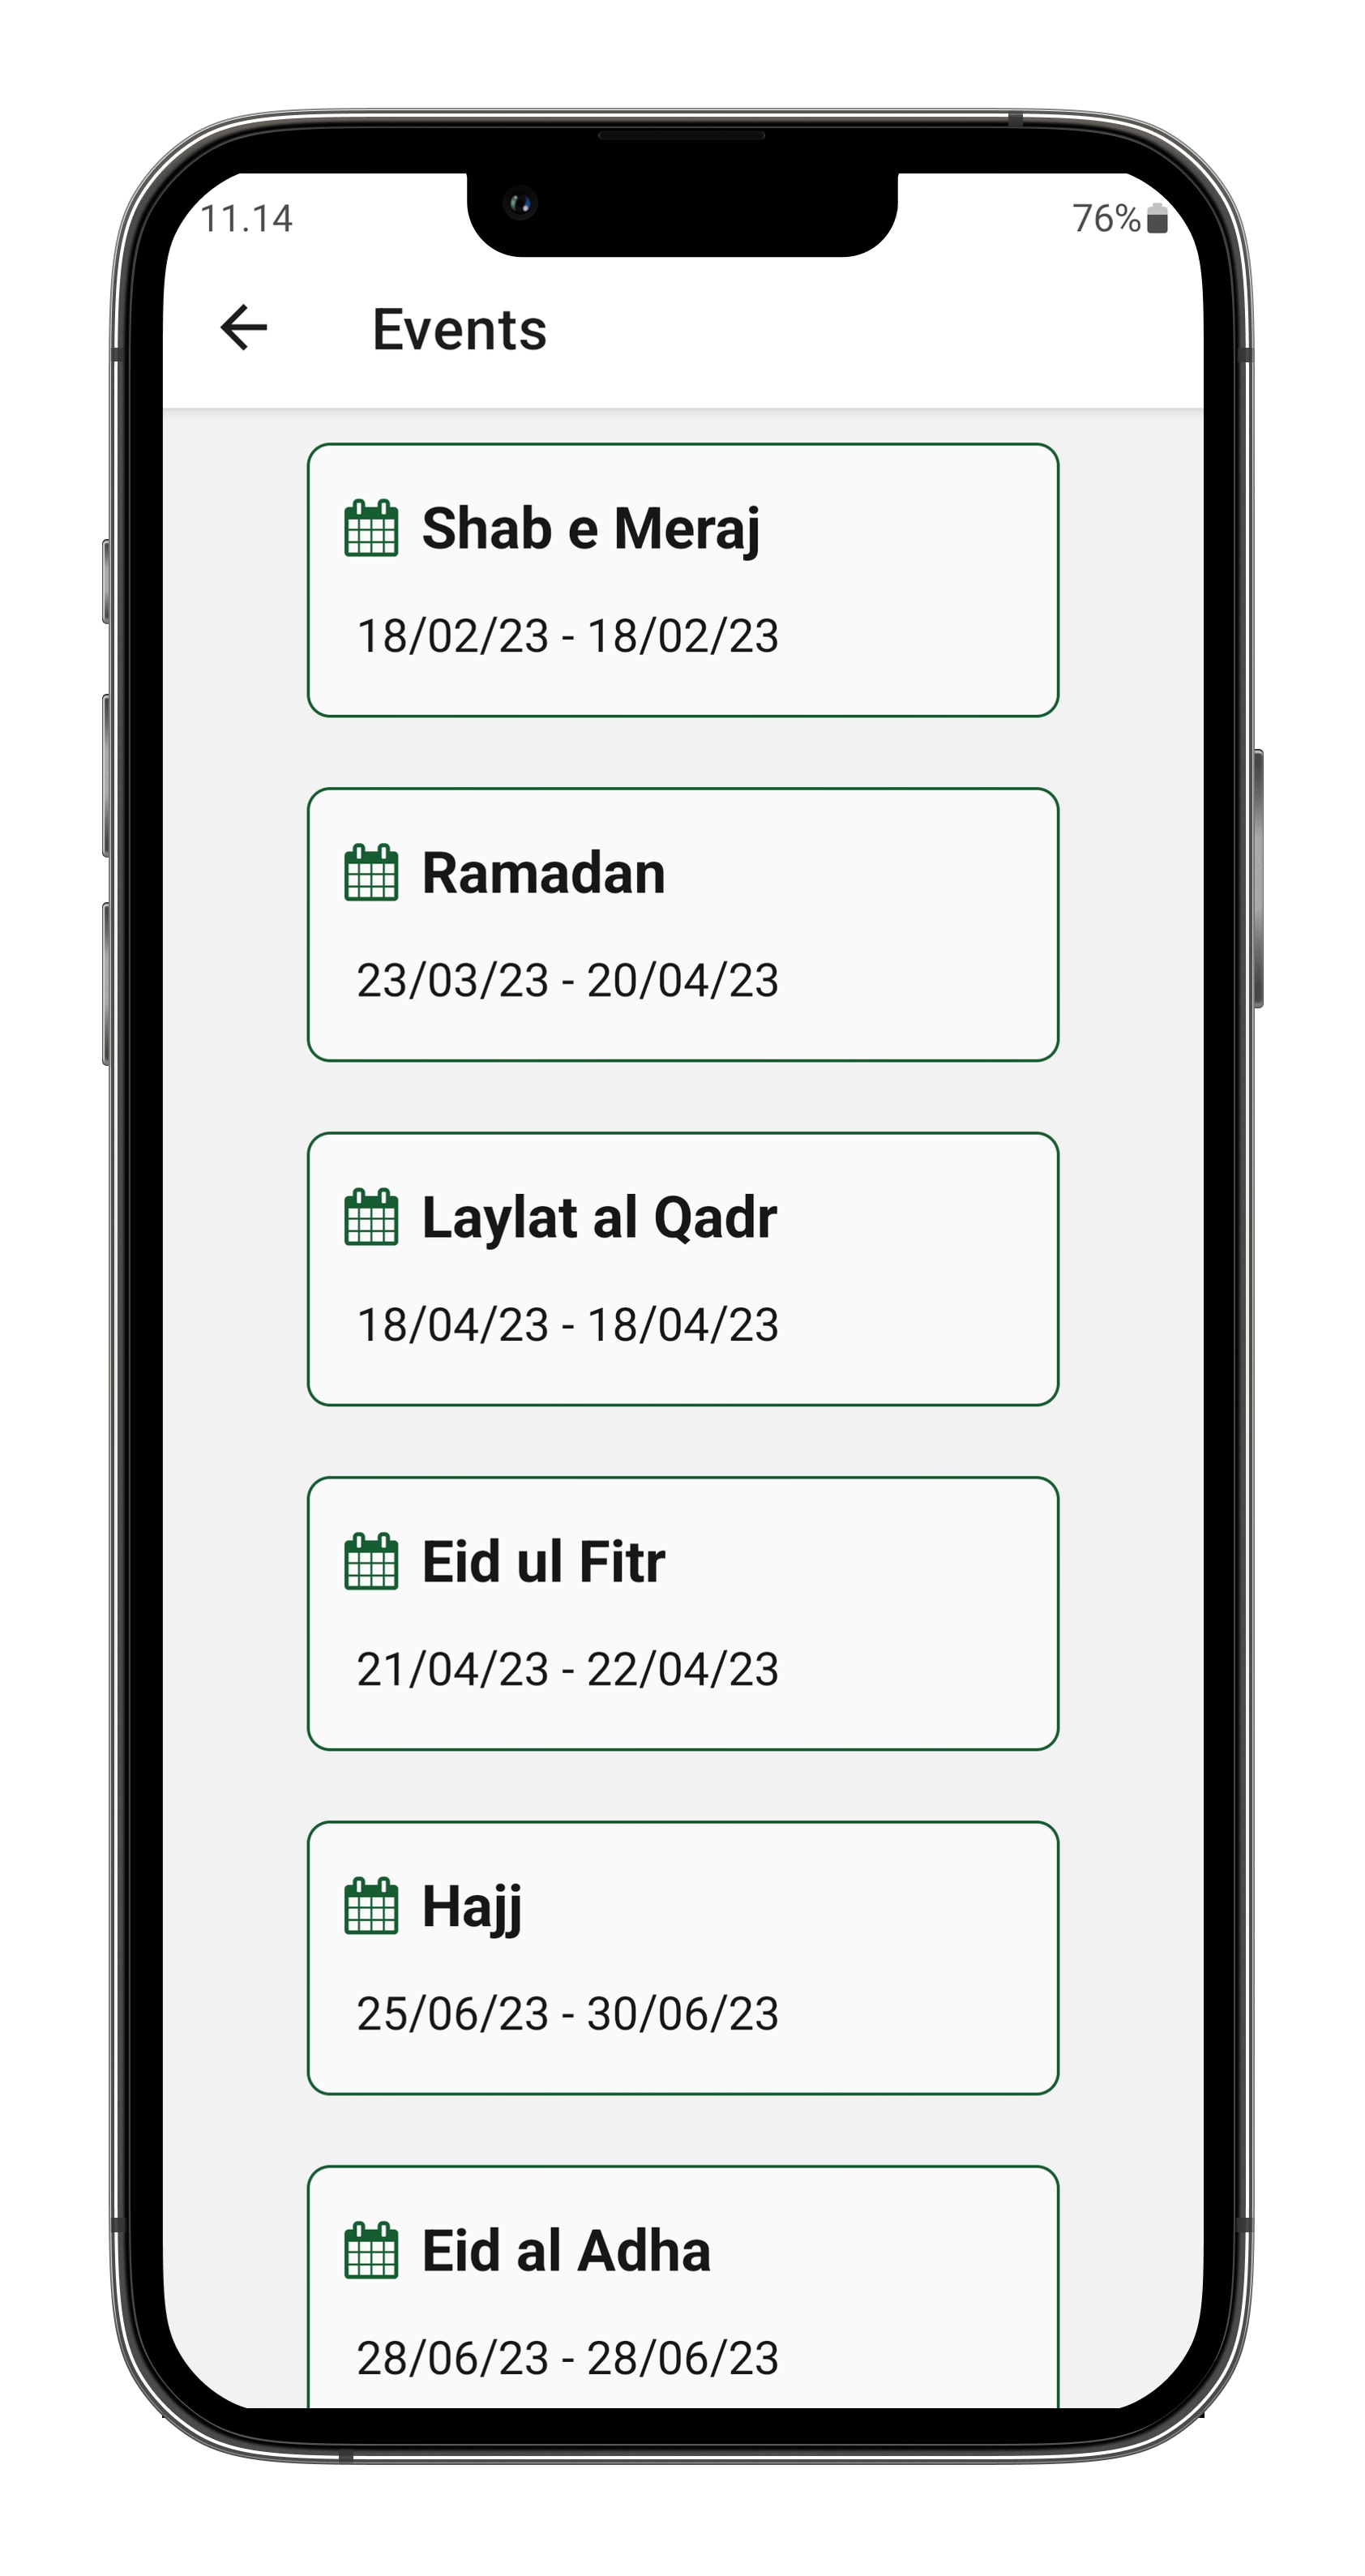 11.14 76%
Events
Shab e Meraj
18/02/23 - 18/02/23
Ramadan
23/03/23 - 20/04/23
Laylat al Qadr
18/04/23 - 18/04/23
Eid ul Fitr
21/04/23 - 22/04/23
Hajj
25/06/23 - 30/06/23
Eid al Adha
28/06/23 - 28/06/23